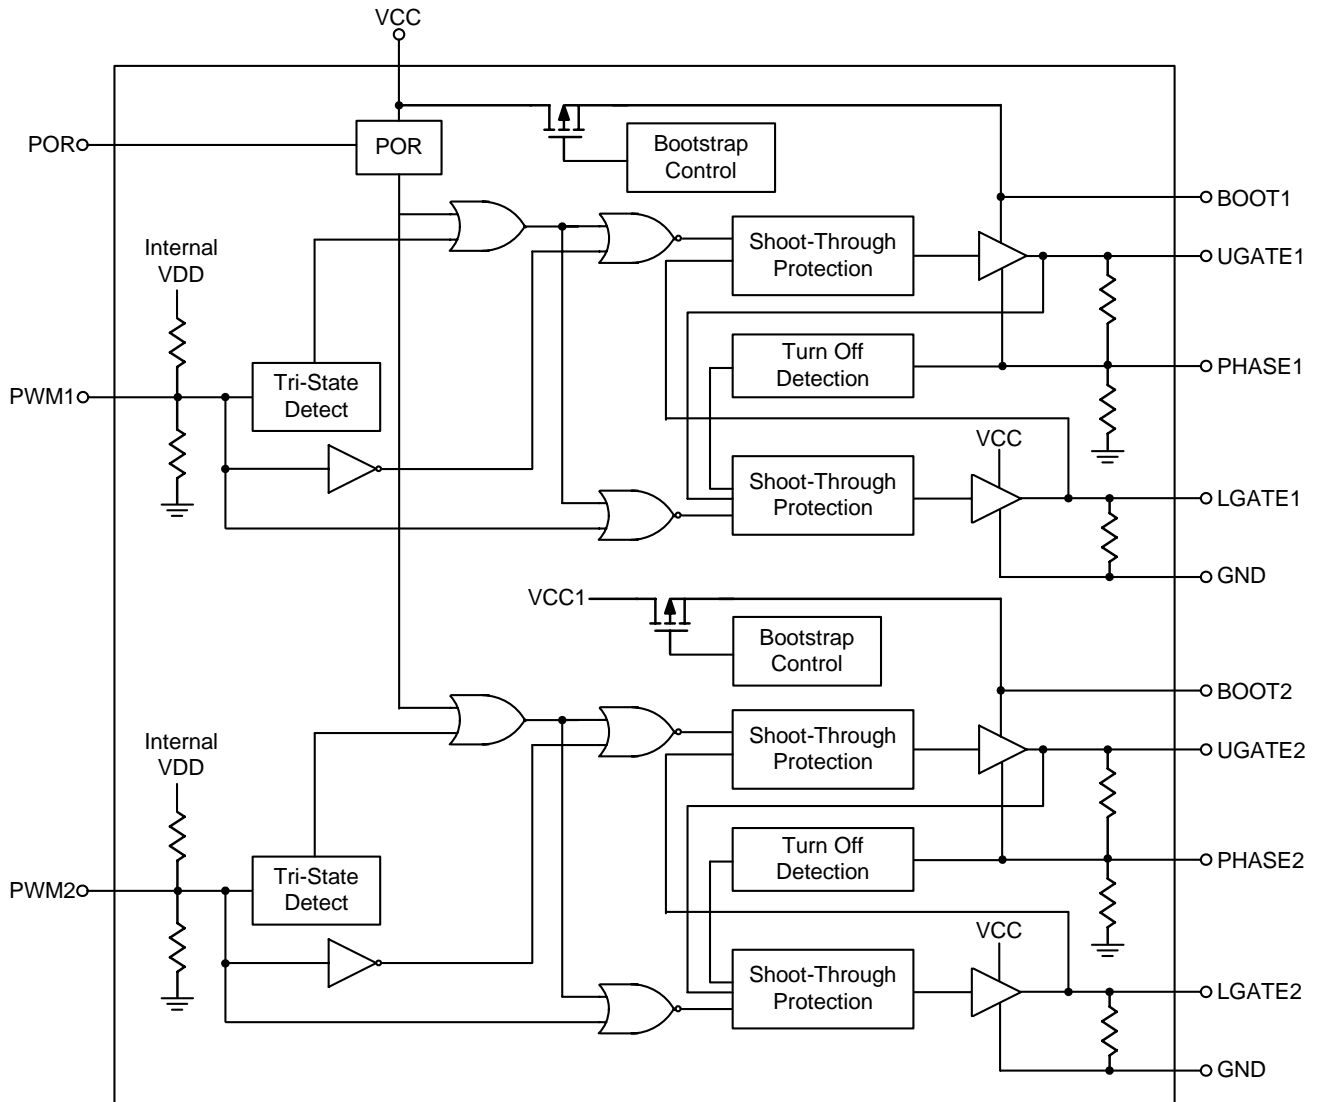 VCC
POR
POR
Bootstrap
Control
BOOT1
Internal
VDD
Shoot-Through
Protection
UGATE1
Turn Off
Detection
PHASE1
PWM1
Tri-State
Detect
VCC
Shoot-Through
Protection
LGATE1
GND
VCC1
Bootstrap
Control
BOOT2
Internal
VDD
Shoot-Through
Protection
UGATE2
Turn Off
Detection
PHASE2
PWM2
Tri-State
Detect
VCC
Shoot-Through
Protection
LGATE2
GND